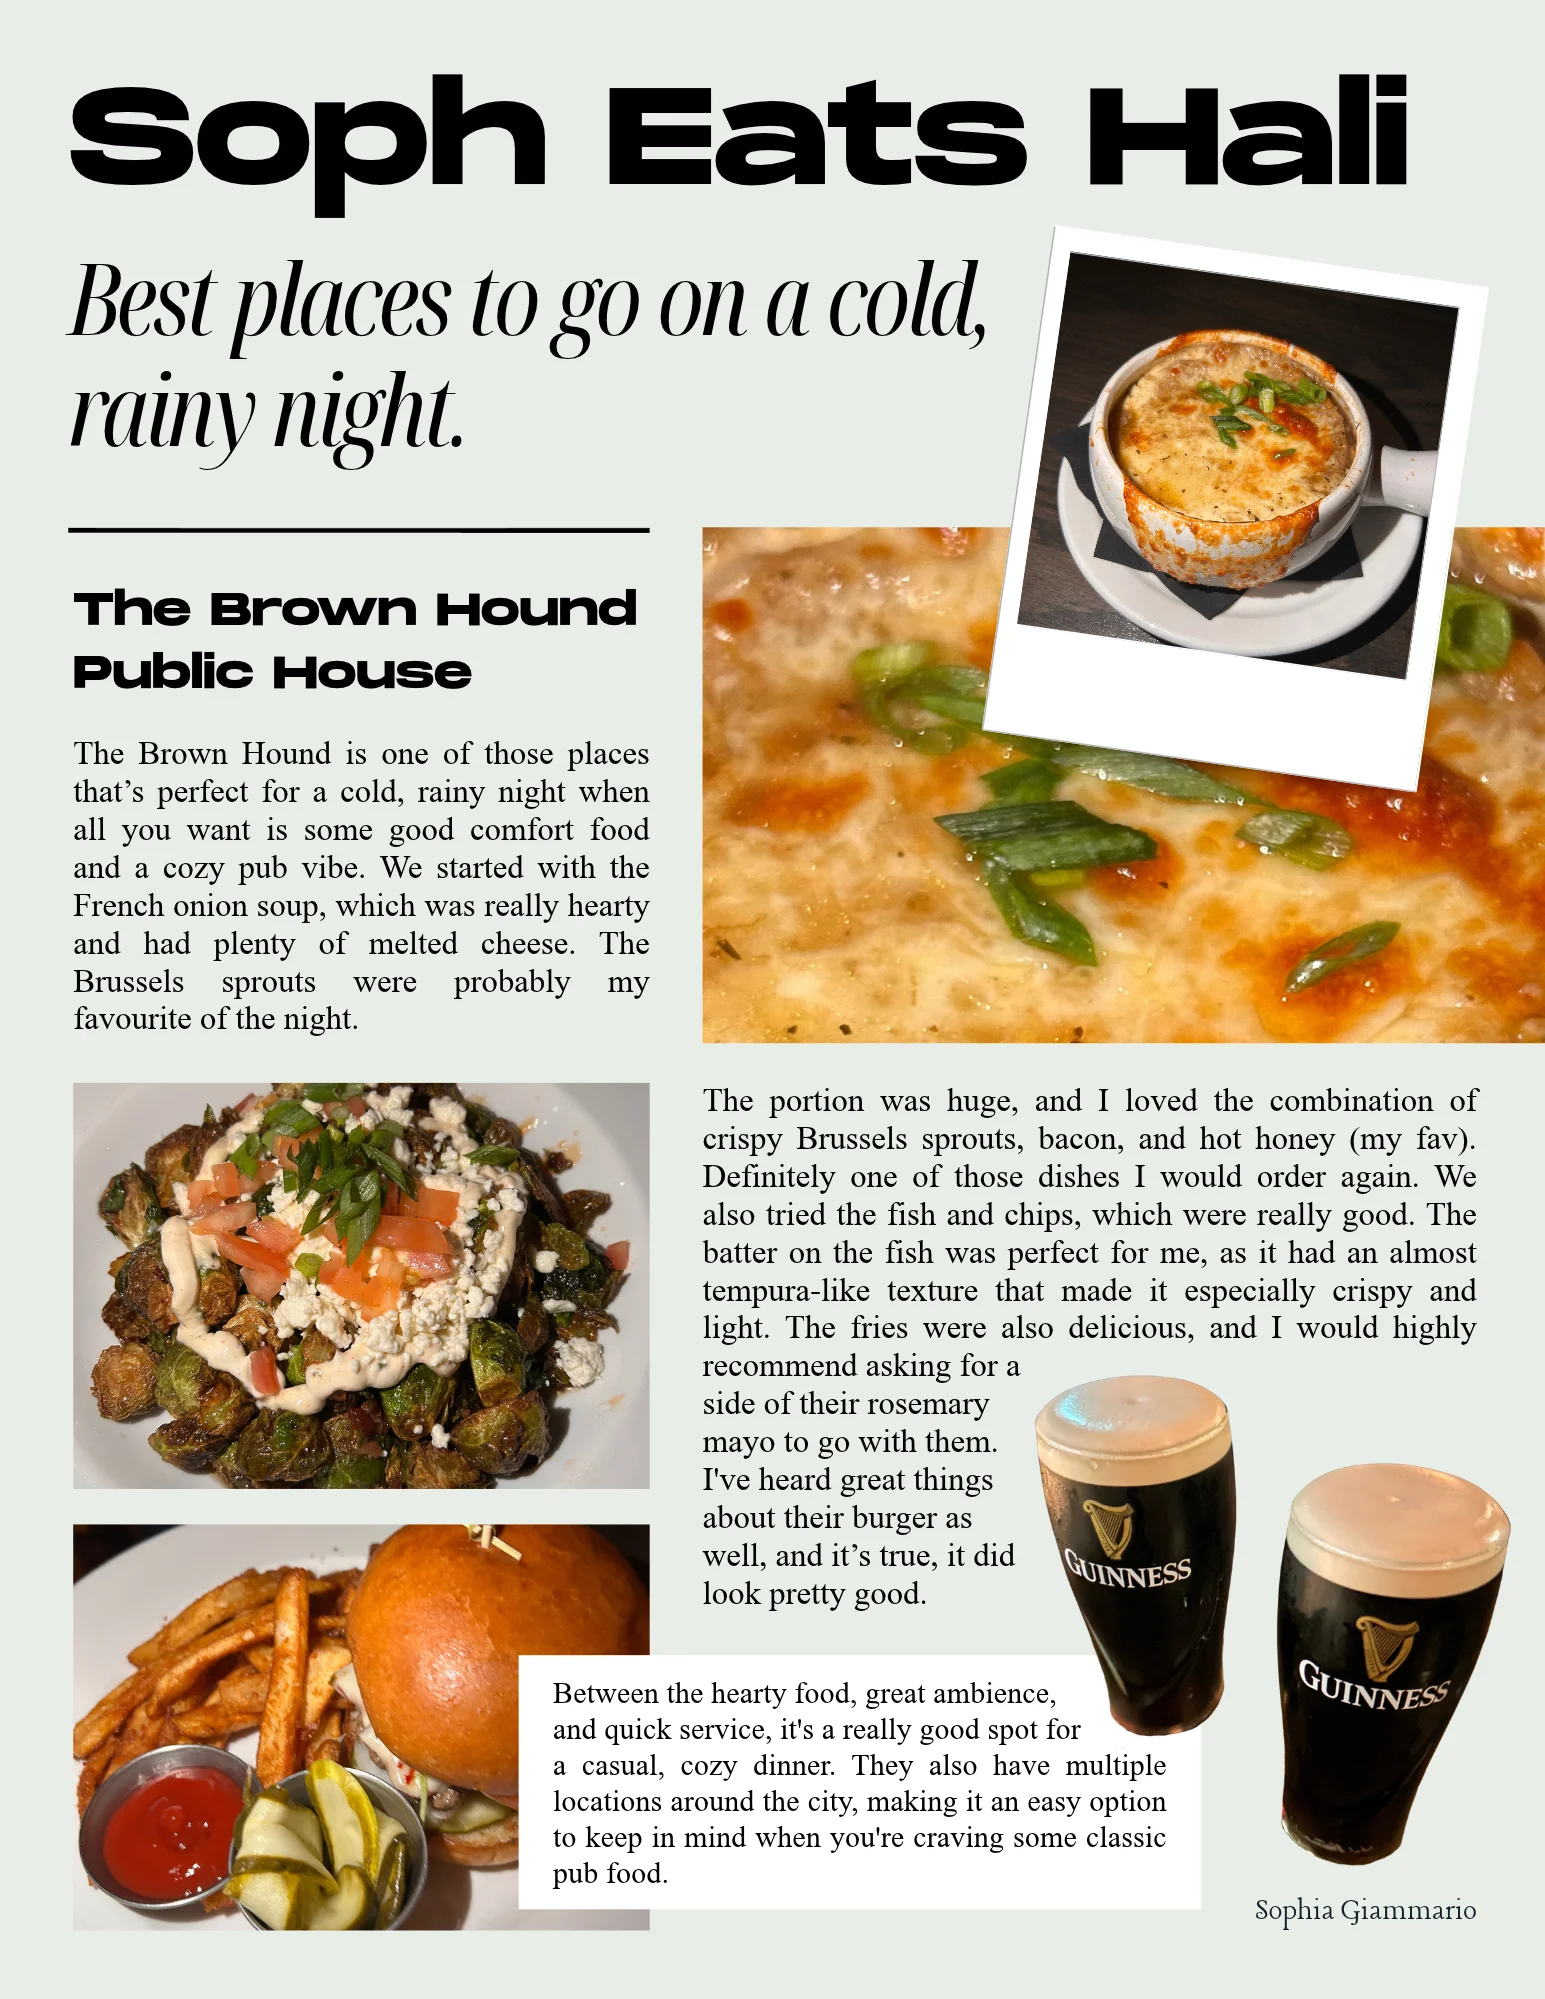 Soph Eats Hali
Best places to go on a cold,
rainy night.
The Brown Hound
Public House
The Brown Hound is one of those places
that’s perfect for a cold, rainy night when
all you want is some good comfort food
and a cozy pub vibe. We started with the
French onion soup, which was really hearty
and had plenty of melted cheese. The
Brussels sprouts were probably my
favourite of the night.
The portion was huge, and I loved the combination of
crispy Brussels sprouts, bacon, and hot honey (my fav).
Definitely one of those dishes I would order again. We
also tried the fish and chips, which were really good. The
batter on the fish was perfect for me, as it had an almost
tempura-like texture that made it especially crispy and
light. The fries were also delicious, and I would highly
recommend asking for a
side of their rosemary
mayo to go with them.
I've heard great things
about their burger as
well, and it’s true, it did
look pretty good.
GUINNESS
GUINNESS
Between the hearty food, great ambience,
and quick service, it's a really good spot for
a casual, cozy dinner. They also have multiple
locations around the city, making it an easy option
to keep in mind when you're craving some classic
pub food.
Sophia Giammario